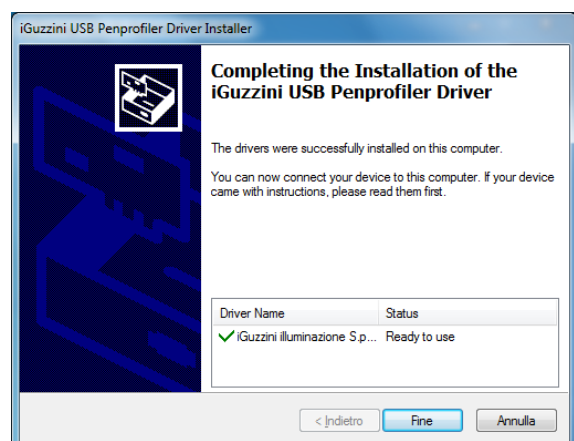 iGuzzini USB Penprofiler Driver Installer
Completing the Installation of the
iGuzzini USB Penprofiler Driver
The drivers were successfully installed on this computer.
You can now connect your device to this computer. If your device
came with instructions, please read them first.
Driver Name Status
iGuzzini illuminazione S.p... Ready to use
< Indietro Fine Annulla